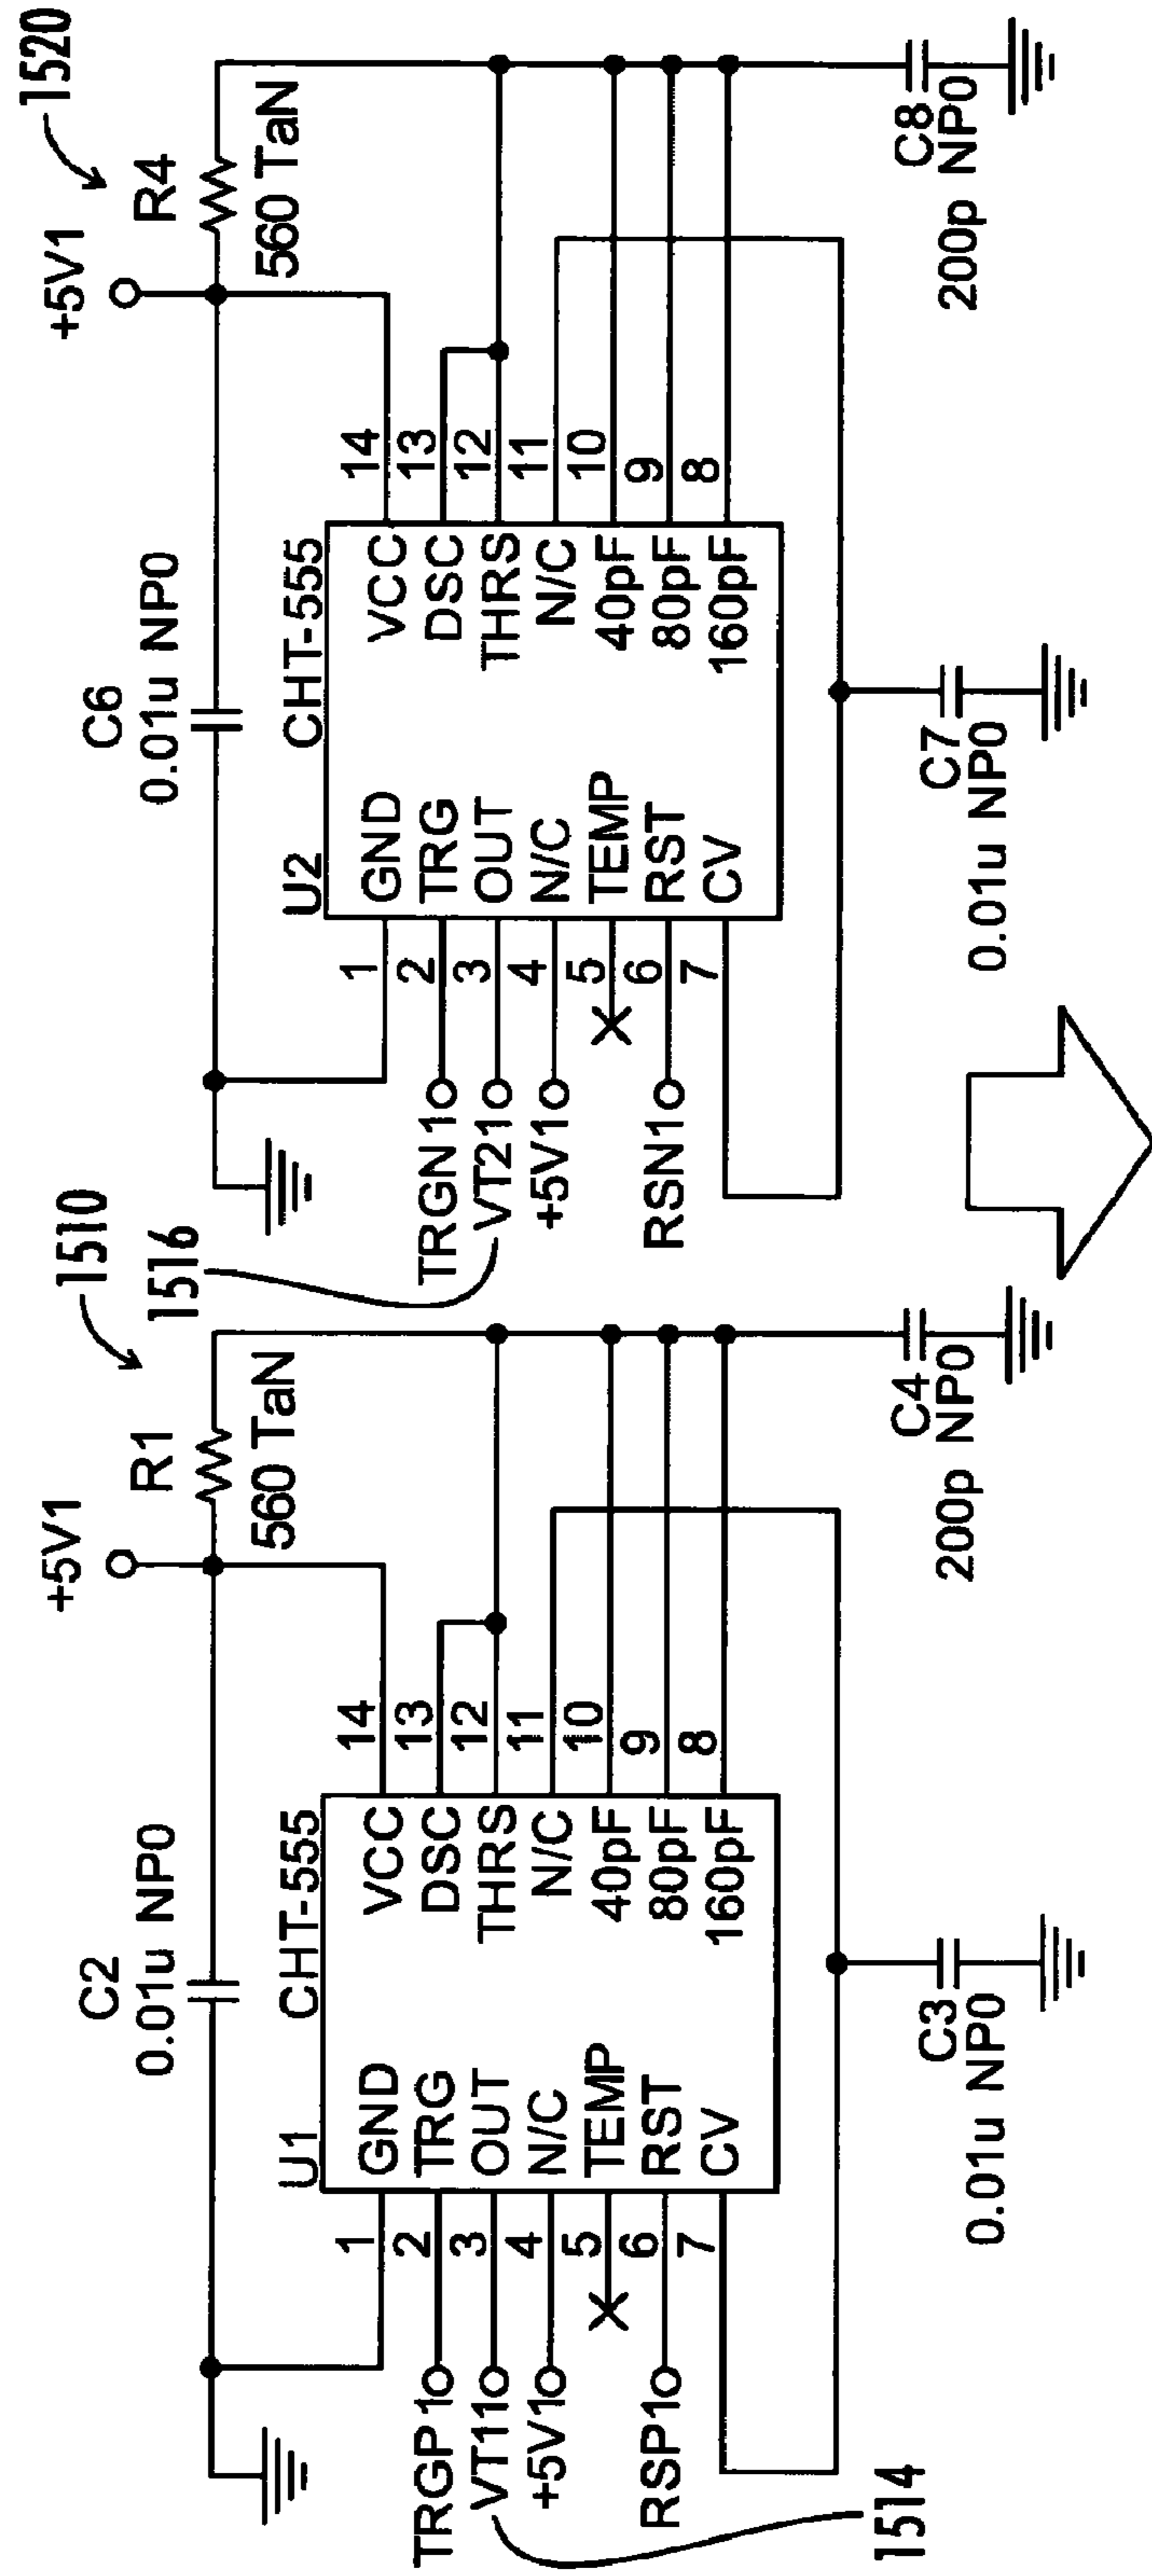 1510
+5V1
R1
560 TaN
C2
0.01u NP0
U1
CHT-555
1
GND
VCC
14
TRGP1
2
TRG
DSC
13
VT11
3
OUT
THRS
12
+5V1
4
N/C
N/C
11
5
TEMP
40pF
10
RSP1
6
RST
80pF
9
7
CV
160pF
8
1514
C3
0.01u NP0
C4
NP0
200p
1520
+5V1
R4
560 TaN
C6
0.01u NP0
1516
U2
CHT-555
1
GND
VCC
14
TRGN1
2
TRG
DSC
13
VT21
3
OUT
THRS
12
+5V1
4
N/C
N/C
11
5
TEMP
40pF
10
RSN1
6
RST
80pF
9
7
CV
160pF
8
C7
0.01u NP0
C8
NP0
200p